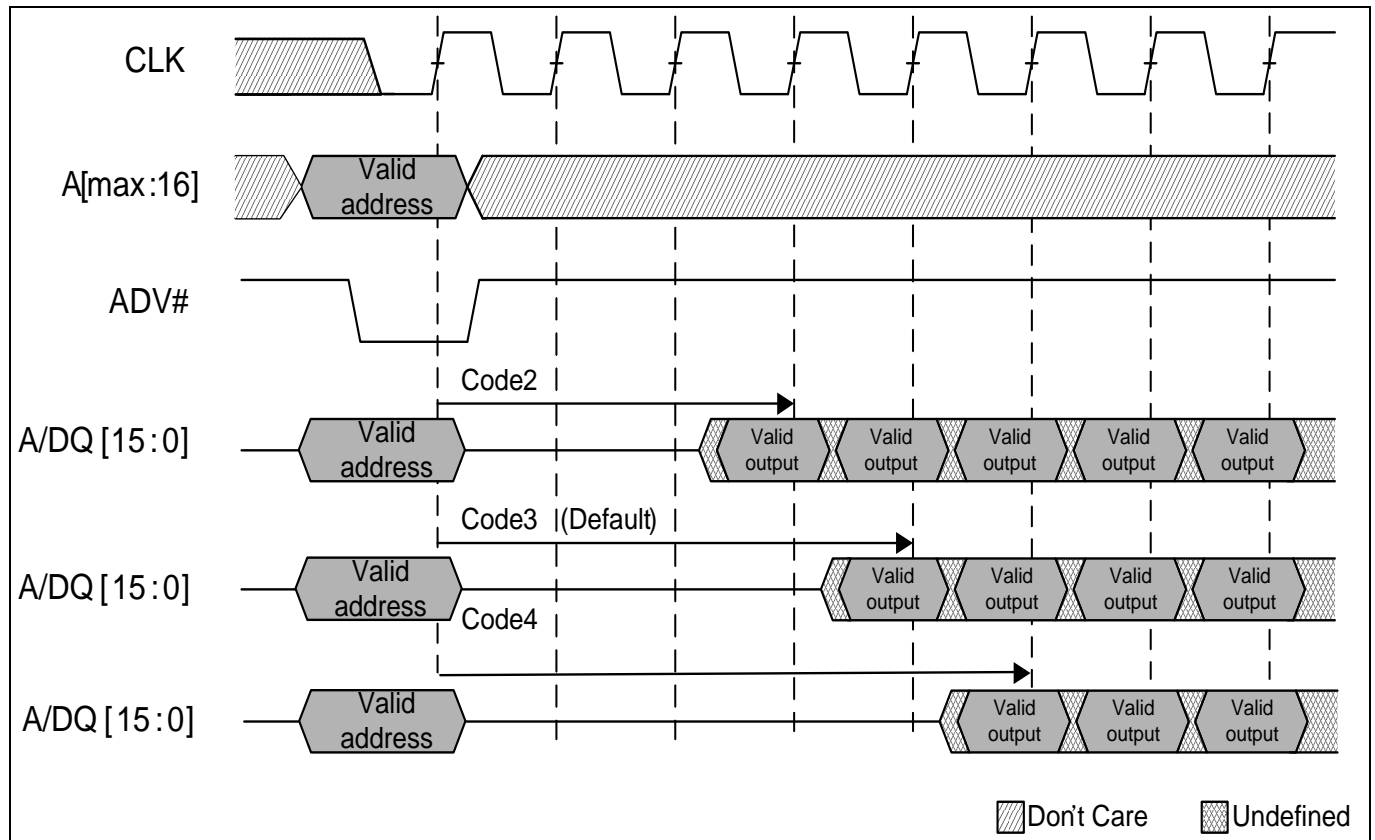 CLK
A[max:16]
Valid
address
ADV#
Code2
A/DQ[15:0]
Valid
address
Valid
output
Valid
output
Valid
output
Valid
output
Valid
output
Code3 (Default)
A/DQ[15:0]
Valid
address
Valid
output
Valid
output
Valid
output
Valid
output
Code4
A/DQ[15:0]
Valid
address
Valid
output
Valid
output
Valid
output
Don't Care
Undefined